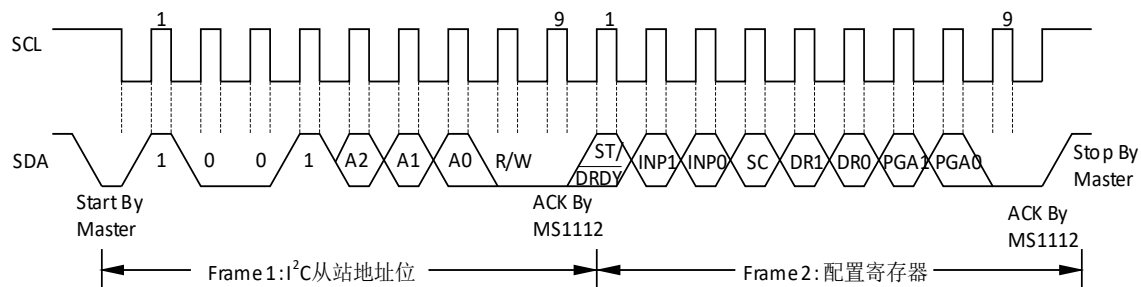 1 9 1 9
SCL
SDA
1 0 0 1 A2 A1 A0 R/W ST/ INP1 INP0 SC DR1 DR0 PGA1 PGA0
DRDY
Stop By
Master
Start By
Master
ACK By
MS1112
ACK By
MS1112
Frame 1: I²C从站地址位
Frame 2: 配置寄存器